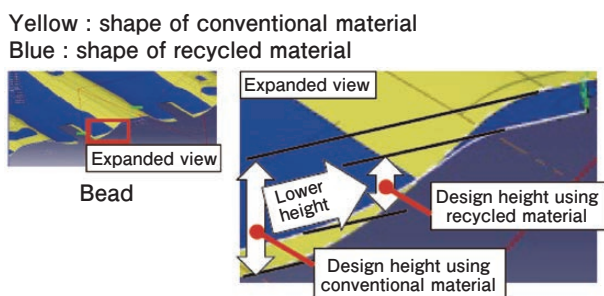 Yellow : shape of conventional material
Blue : shape of recycled material
Expanded view
Bead
Expanded view
Lower
height
Design height using
recycled material
Design height using
conventional material